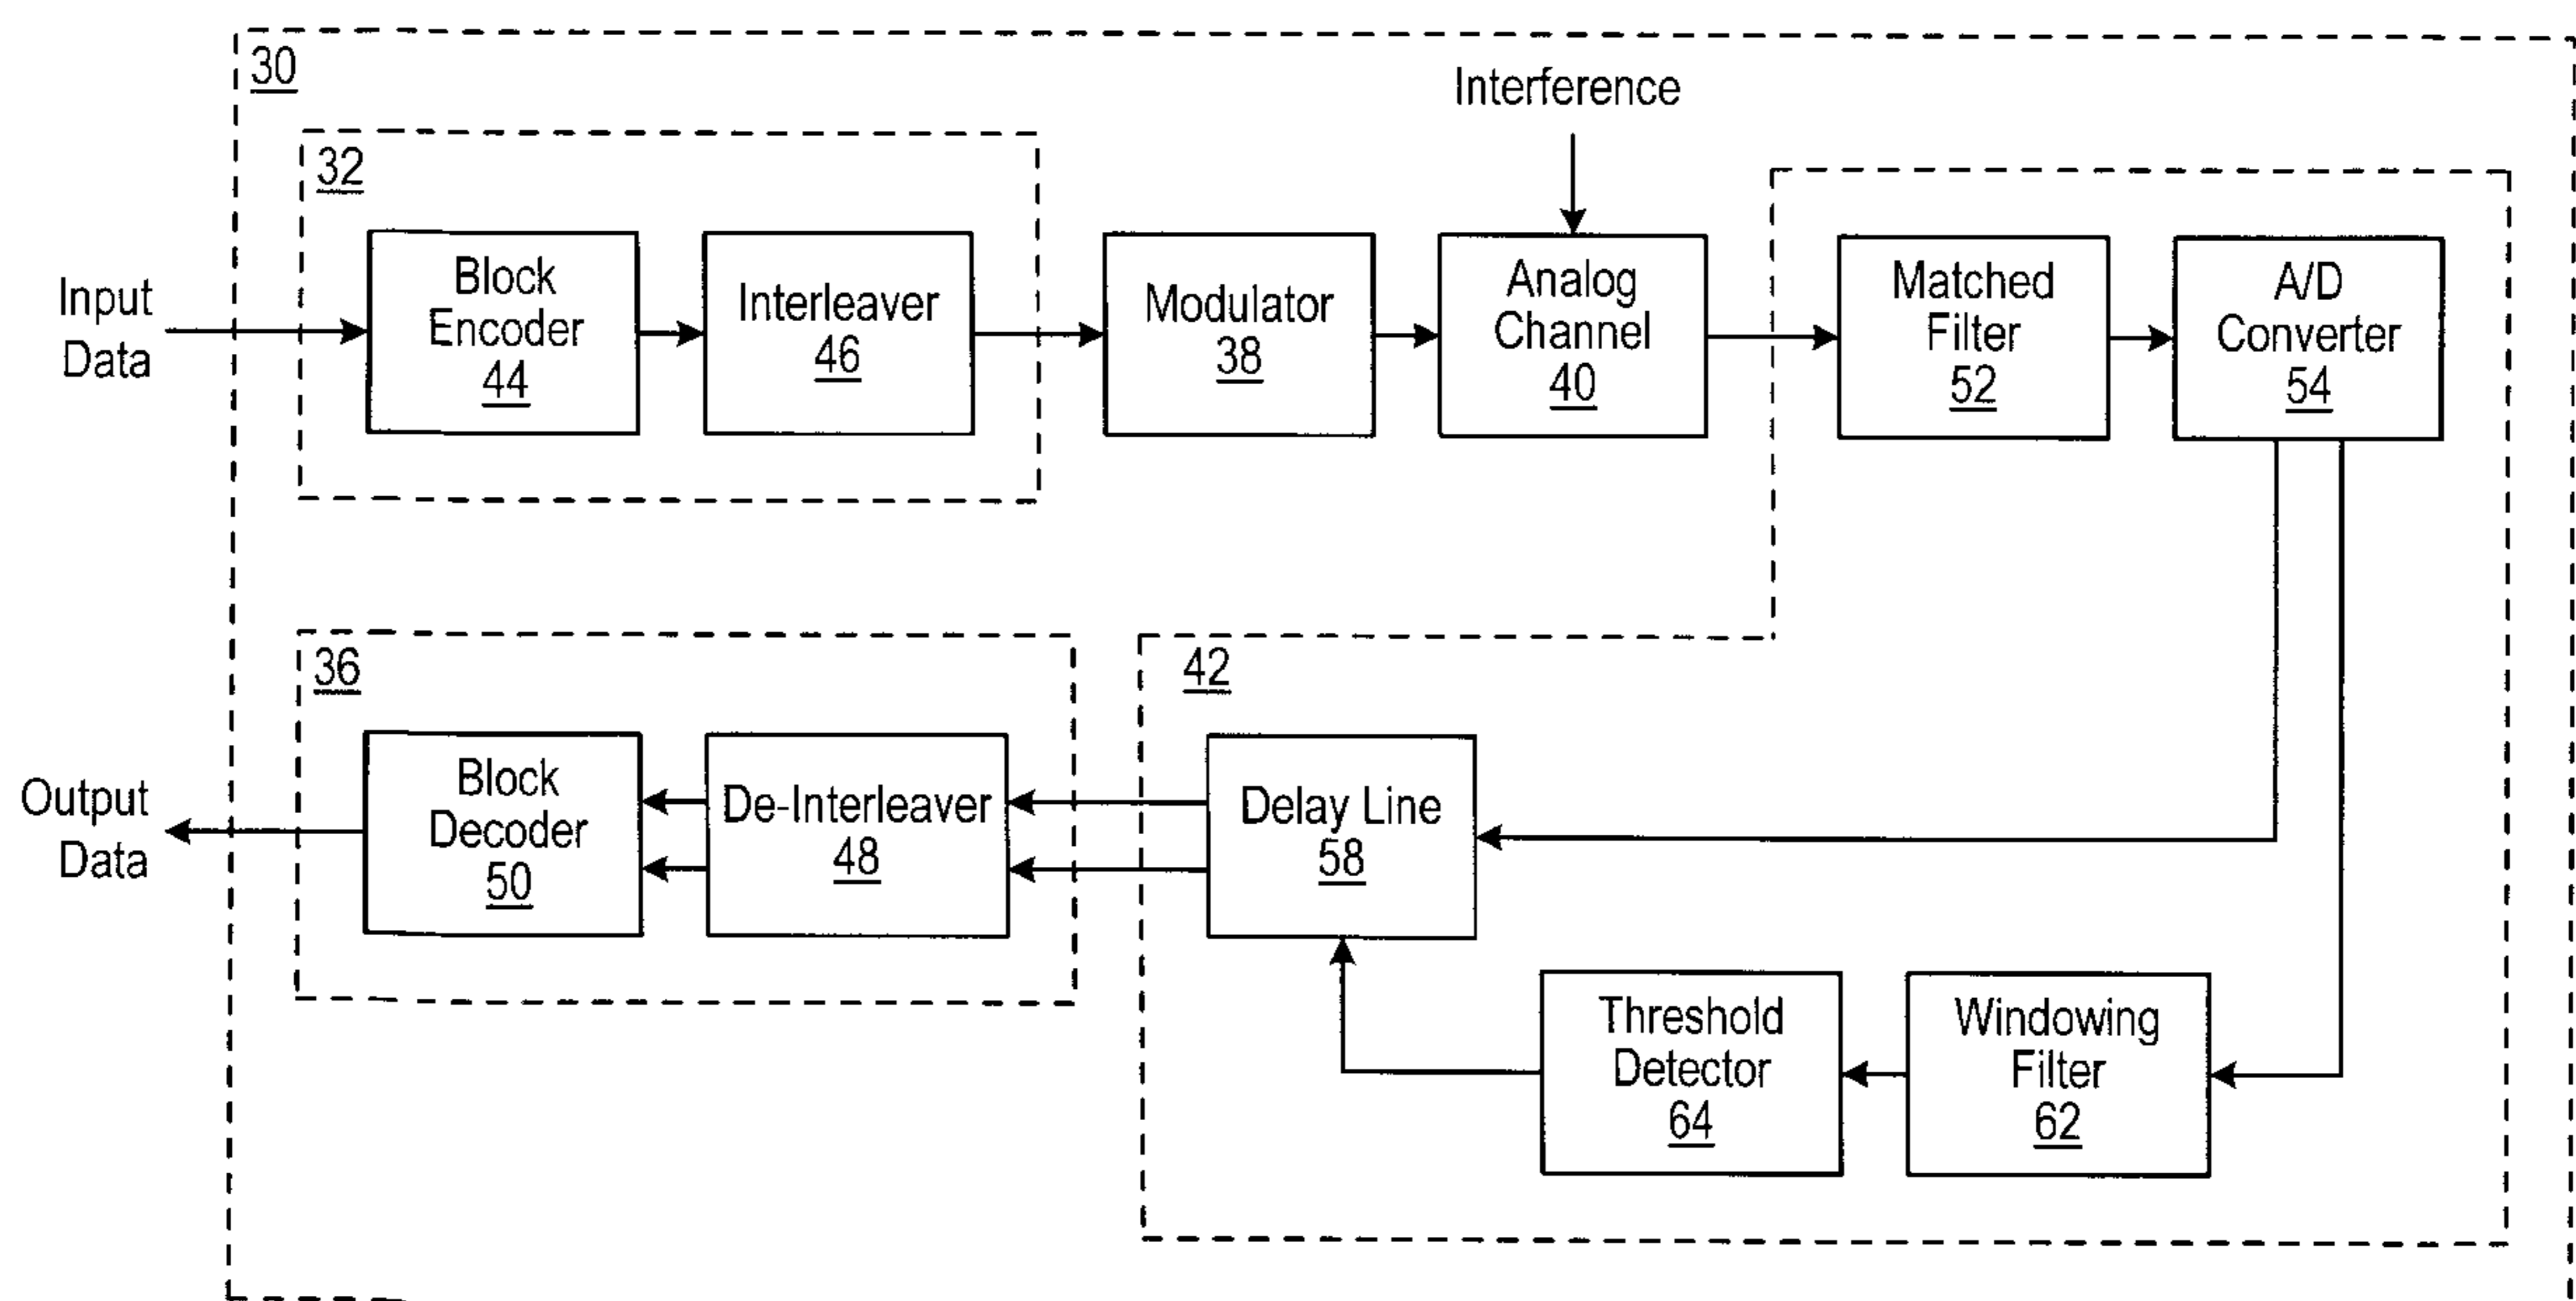 30
Interference
32
Input
Data
Block
Encoder
44
Interleaver
46
Modulator
38
Analog
Channel
40
Matched
Filter
52
A/D
Converter
54
36
42
Output
Data
Block
Decoder
50
De-Interleaver
48
Delay Line
58
Threshold
Detector
64
Windowing
Filter
62